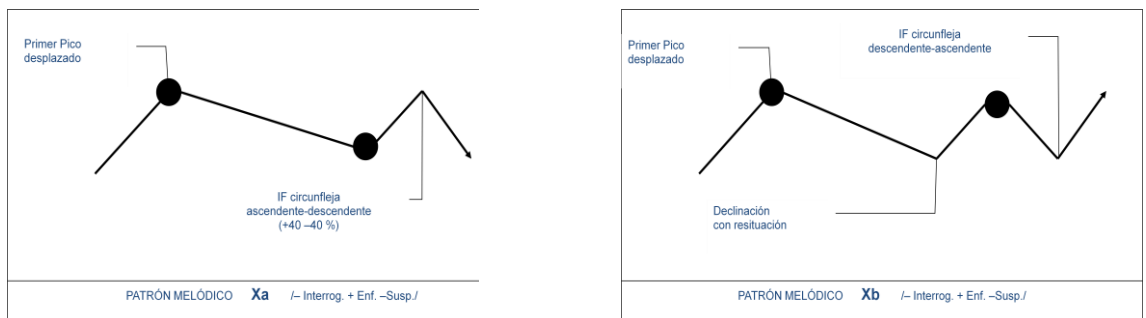 Primer Pico
desplazado
IF circunfleja
ascendente-descendente
(+40 –40 %)
PATRÓN MELÓDICO Xa /– Interrog. + Enf. –Susp./
Primer Pico
desplazado
IF circunfleja
descendente-ascendente
Declinación
con resituación
PATRÓN MELÓDICO Xb /– Interrog. + Enf. –Susp./